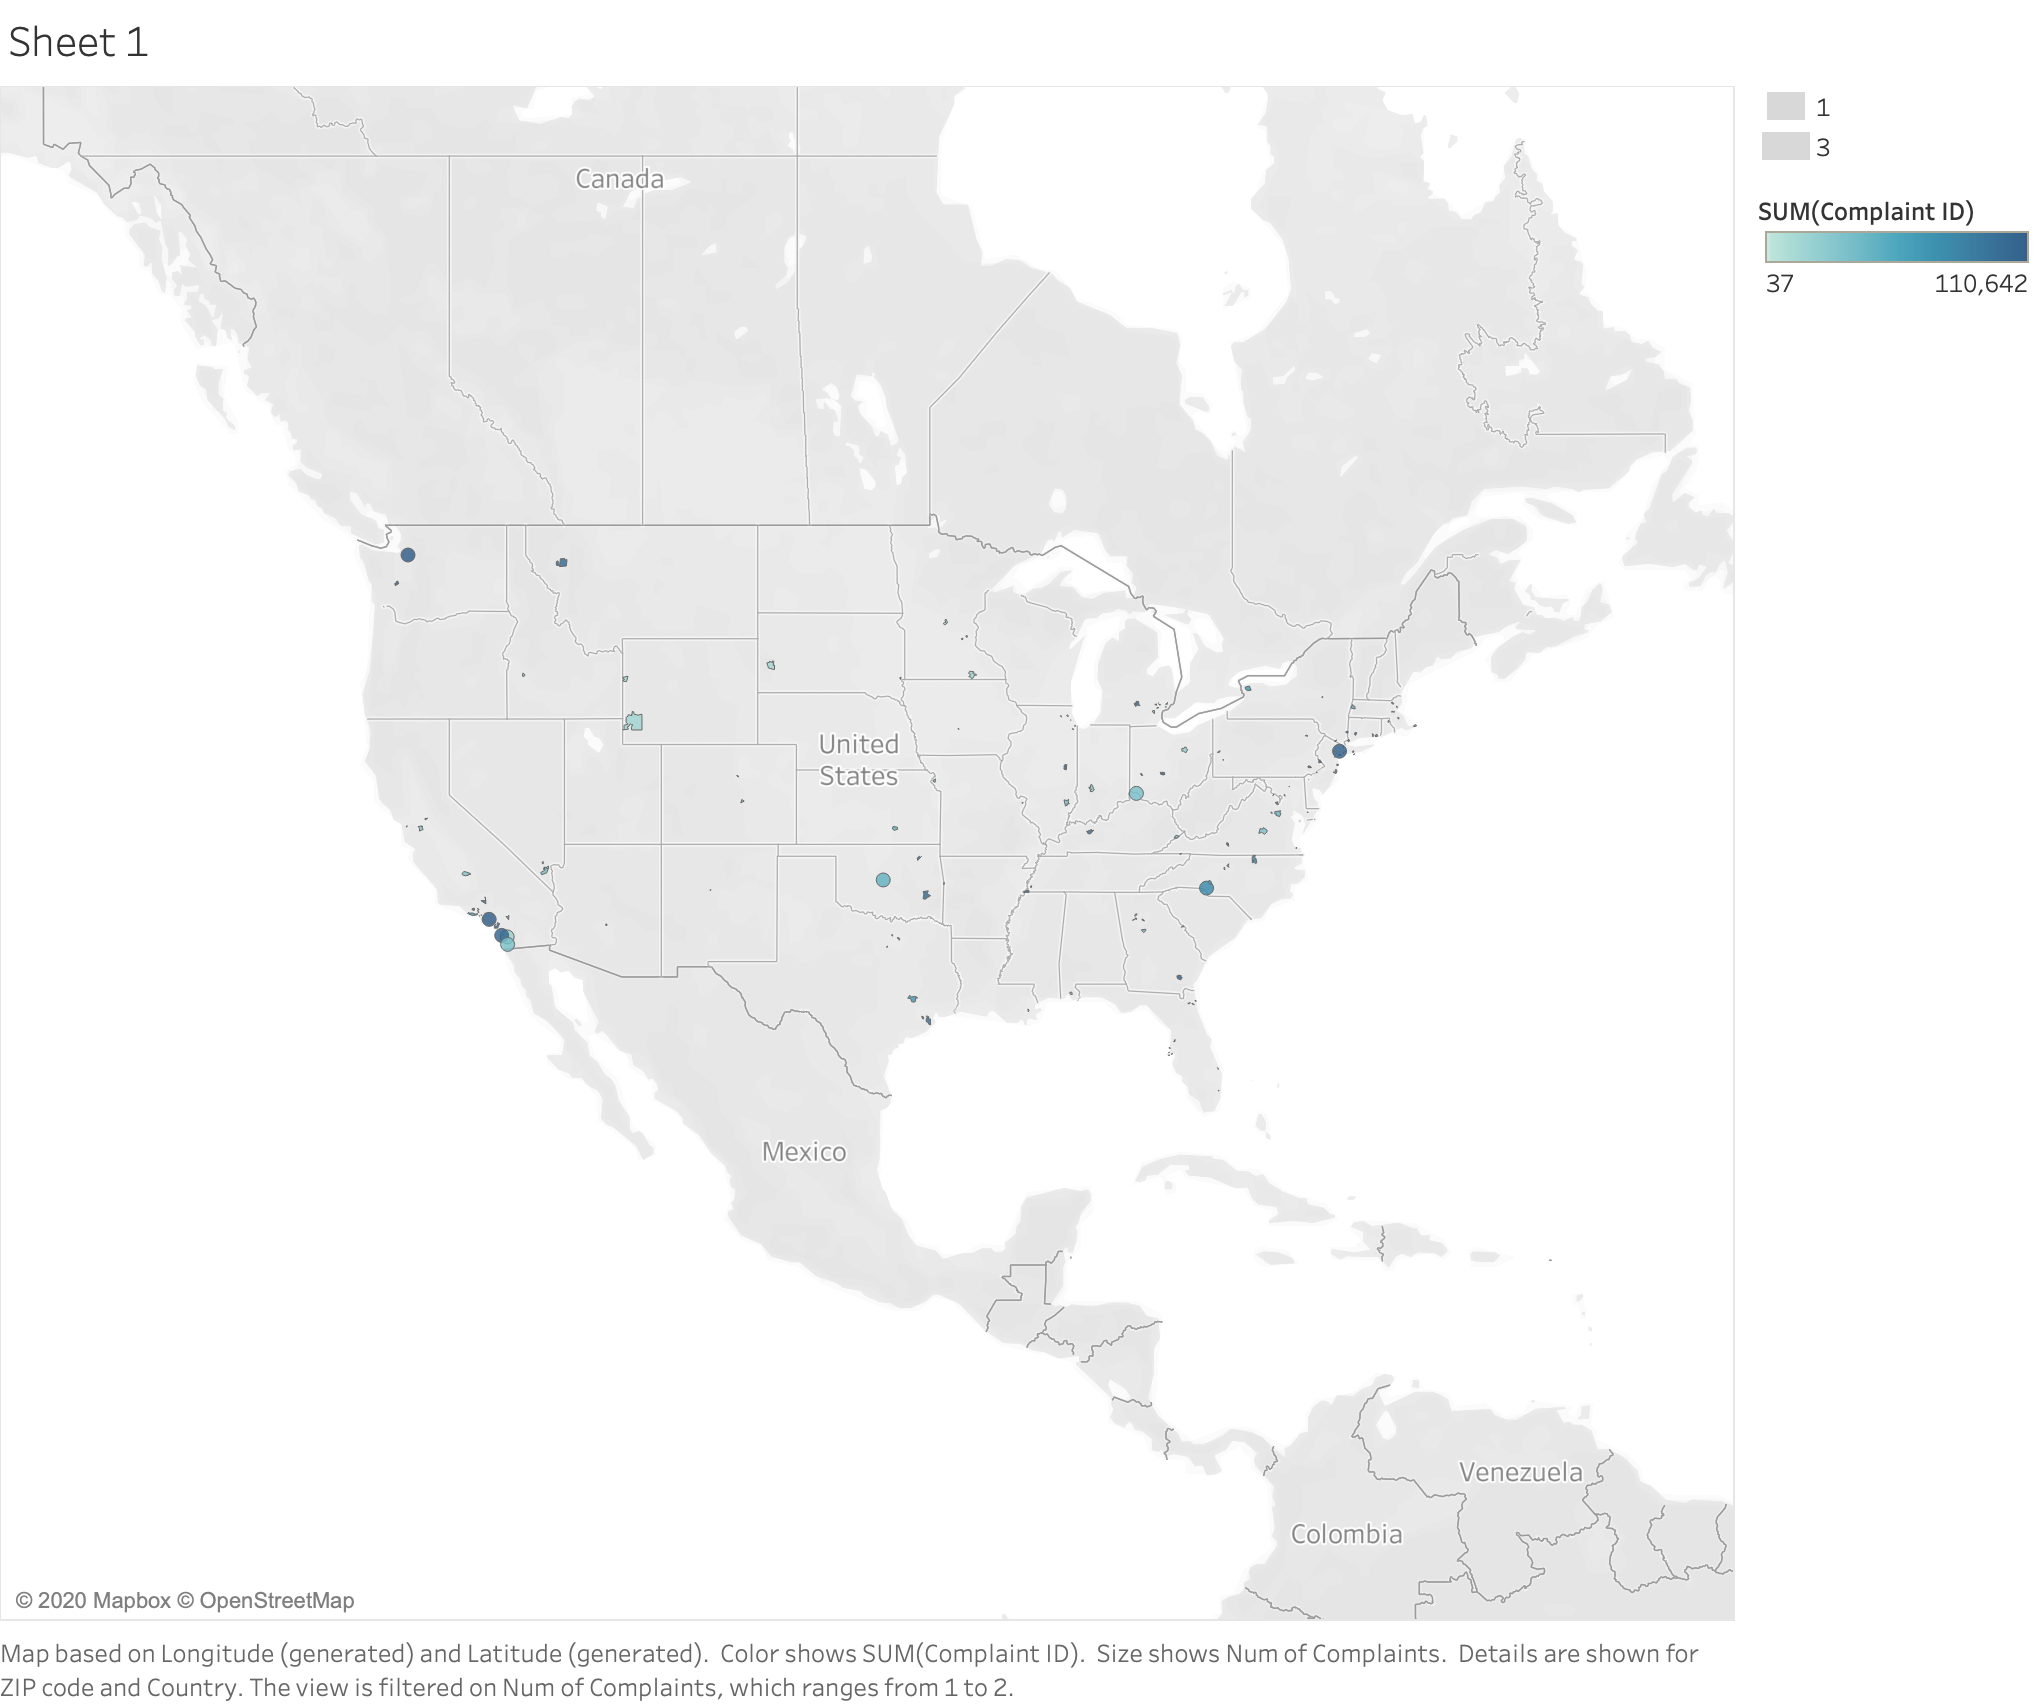 Sheet 1
1
3
SUM(Complaint ID)
37
110,642
Canada
United
States
Mexico
Venezuela
Colombia
© 2020 Mapbox © OpenStreetMap
Map based on Longitude (generated) and Latitude (generated).  Color shows SUM(Complaint ID).  Size shows Num of Complaints.  Details are shown for
ZIP code and Country. The view is filtered on Num of Complaints, which ranges from 1 to 2.